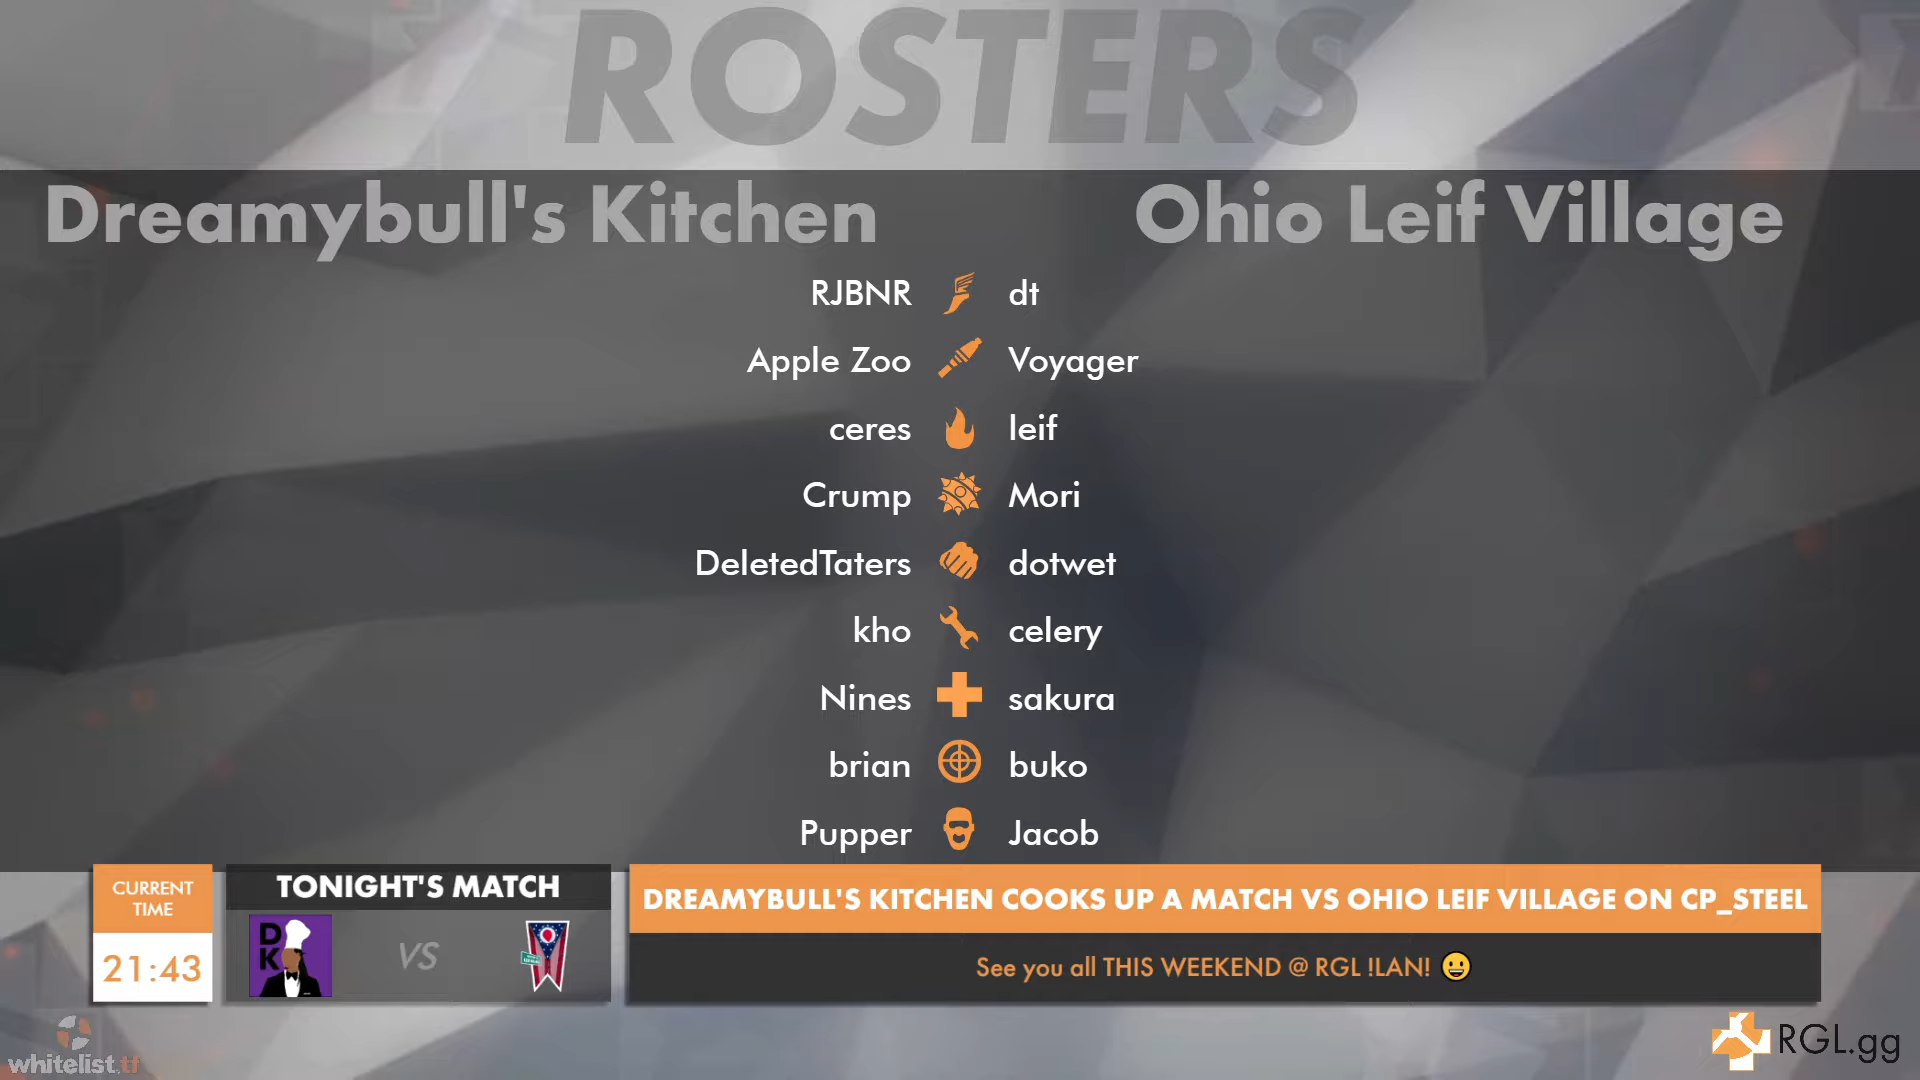 ROSTERS
Dreamybull's Kitchen Ohio Leif Village
RJBNR dt
Apple Zoo Voyager
ceres leif
Crump Mori
DeletedTaters dotwet
kho celery
Nines sakura
brian buko
Pupper Jacob
CURRENT
TIME
21:43
TONIGHT'S MATCH
DK
VS
DREAMYBULL'S KITCHEN COOKS UP A MATCH VS OHIO LEIF VILLAGE ON CP_STEEL
See you all THIS WEEKEND @ RGL !LAN! 😀
whitelist.tf
RGL.gg